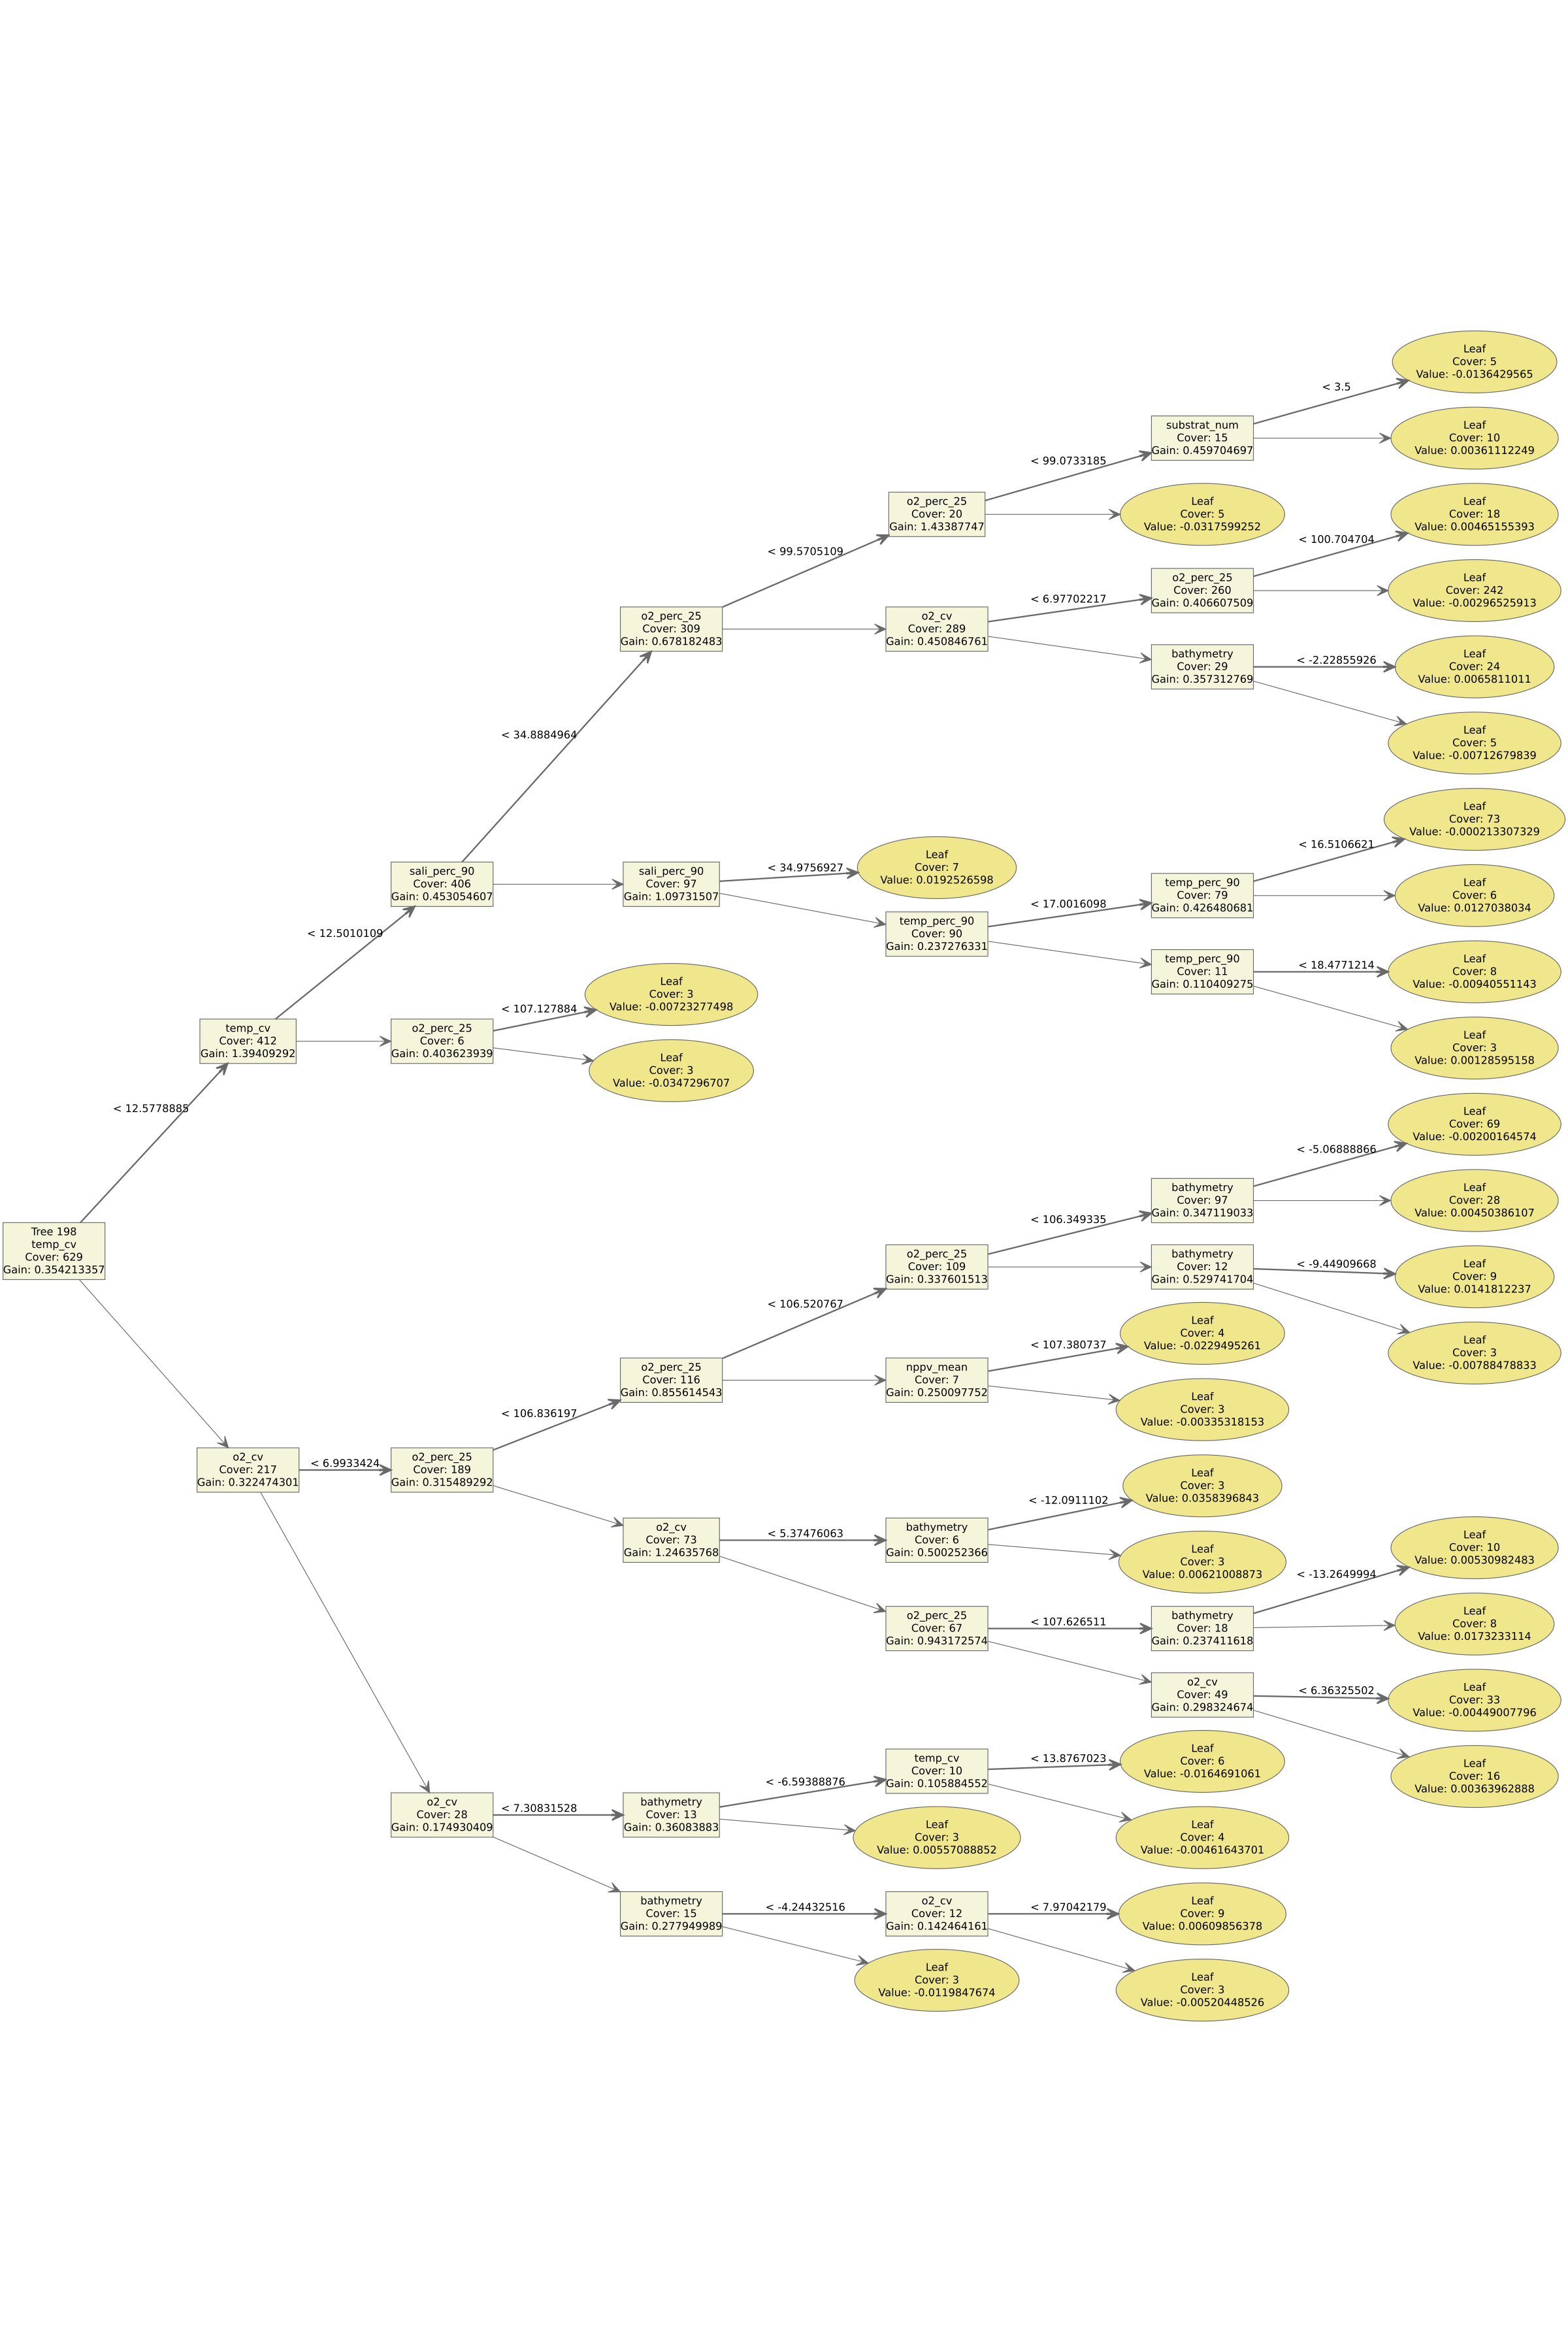 Leaf
Cover: 5
Value: -0.0136429565
< 3.5
substrat_num
Cover: 15
Gain: 0.459704697
Leaf
Cover: 10
Value: 0.00361112249
< 99.0733185
o2_perc_25
Cover: 20
Gain: 1.43387747
Leaf
Cover: 5
Value: -0.0317599252
Leaf
Cover: 18
Value: 0.00465155393
< 100.704704
< 99.5705109
o2_perc_25
Cover: 260
Gain: 0.406607509
Leaf
Cover: 242
Value: -0.00296525913
< 6.97702217
o2_perc_25
Cover: 309
Gain: 0.678182483
o2_cv
Cover: 289
Gain: 0.450846761
bathymetry
Cover: 29
Gain: 0.357312769
< -2.22855926
Leaf
Cover: 24
Value: 0.0065811011
Leaf
Cover: 5
Value: -0.00712679839
< 34.8884964
Leaf
Cover: 73
Value: -0.000213307329
< 16.5106621
sali_perc_90
Cover: 406
Gain: 0.453054607
sali_perc_90
Cover: 97
Gain: 1.09731507
< 34.9756927
Leaf
Cover: 7
Value: 0.0192526598
temp_perc_90
Cover: 79
Gain: 0.426480681
Leaf
Cover: 6
Value: 0.0127038034
< 17.0016098
temp_perc_90
Cover: 90
Gain: 0.237276331
< 12.5010109
temp_perc_90
Cover: 11
Gain: 0.110409275
< 18.4771214
Leaf
Cover: 8
Value: -0.00940551143
Leaf
Cover: 3
Value: -0.00723277498
< 107.127884
temp_cv
Cover: 412
Gain: 1.39409292
o2_perc_25
Cover: 6
Gain: 0.403623939
Leaf
Cover: 3
Value: -0.0347296707
Leaf
Cover: 3
Value: 0.00128595158
< 12.5778885
Leaf
Cover: 69
Value: -0.00200164574
< -5.06888866
bathymetry
Cover: 97
Gain: 0.347119033
Leaf
Cover: 28
Value: 0.00450386107
< 106.349335
Tree 198
temp_cv
Cover: 629
Gain: 0.354213357
o2_perc_25
Cover: 109
Gain: 0.337601513
bathymetry
Cover: 12
Gain: 0.529741704
< -9.44909668
Leaf
Cover: 9
Value: 0.0141812237
< 106.520767
Leaf
Cover: 4
Value: -0.0229495261
< 107.380737
Leaf
Cover: 3
Value: -0.00788478833
o2_perc_25
Cover: 116
Gain: 0.855614543
nppv_mean
Cover: 7
Gain: 0.250097752
Leaf
Cover: 3
Value: -0.00335318153
< 106.836197
o2_cv
Cover: 217
Gain: 0.322474301
< 6.9933424
o2_perc_25
Cover: 189
Gain: 0.315489292
Leaf
Cover: 3
Value: 0.0358396843
< -12.0911102
o2_cv
Cover: 73
Gain: 1.24635768
< 5.37476063
bathymetry
Cover: 6
Gain: 0.500252366
Leaf
Cover: 3
Value: 0.00621008873
Leaf
Cover: 10
Value: 0.00530982483
< -13.2649994
o2_perc_25
Cover: 67
Gain: 0.943172574
< 107.626511
bathymetry
Cover: 18
Gain: 0.237411618
Leaf
Cover: 8
Value: 0.0173233114
o2_cv
Cover: 49
Gain: 0.298324674
< 6.36325502
Leaf
Cover: 33
Value: -0.00449007796
Leaf
Cover: 16
Value: 0.00363962888
temp_cv
Cover: 10
Gain: 0.105884552
< 13.8767023
Leaf
Cover: 6
Value: -0.0164691061
< -6.59388876
o2_cv
Cover: 28
Gain: 0.174930409
< 7.30831528
bathymetry
Cover: 13
Gain: 0.36083883
Leaf
Cover: 3
Value: 0.00557088852
Leaf
Cover: 4
Value: -0.00461643701
bathymetry
Cover: 15
Gain: 0.277949989
< -4.24432516
o2_cv
Cover: 12
Gain: 0.142464161
< 7.97042179
Leaf
Cover: 9
Value: 0.00609856378
Leaf
Cover: 3
Value: -0.0119847674
Leaf
Cover: 3
Value: -0.00520448526